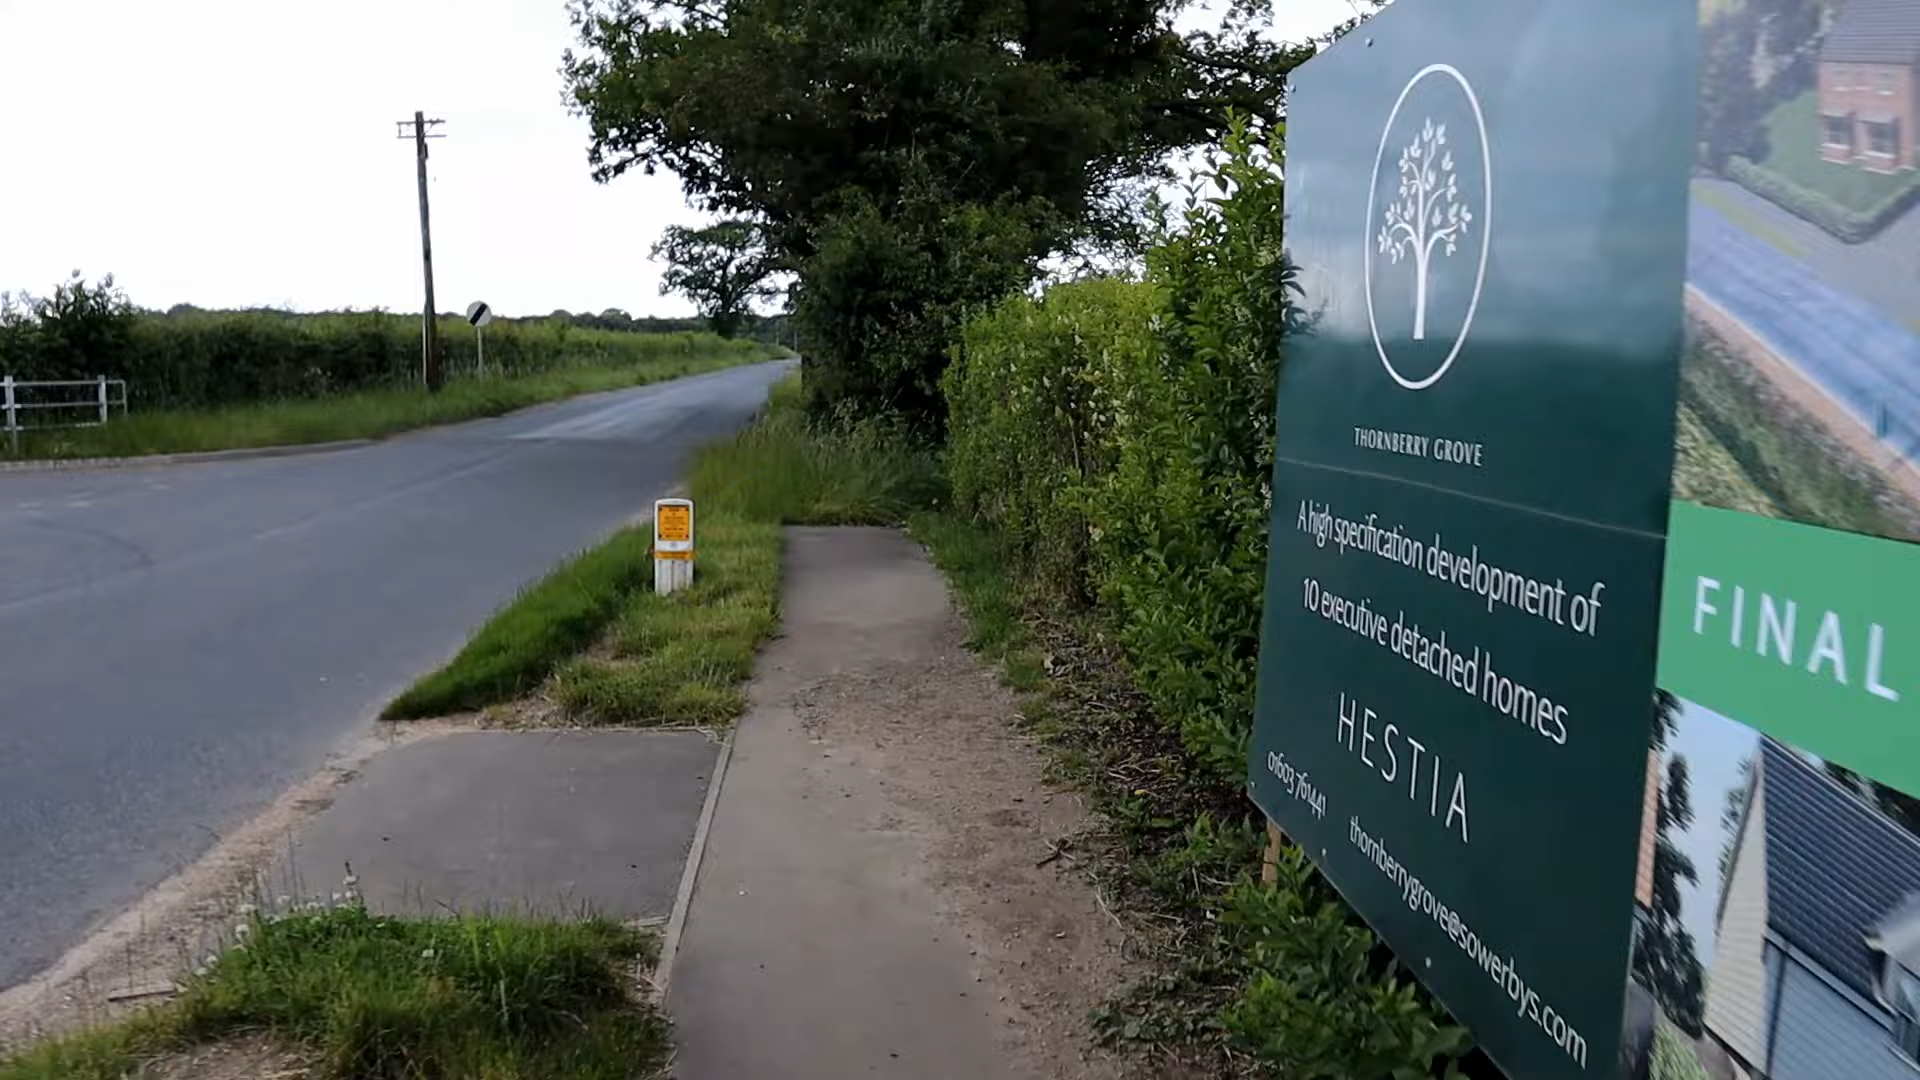 THORNBERRY GROVE
A high specification development of
10 executive detached homes
HESTIA
01603 761441
thornberrygrove@sowerbys.com
FINAL